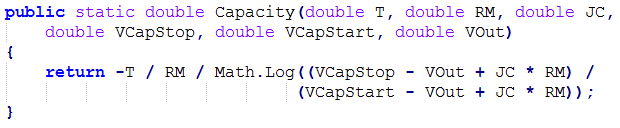 public static double Capacity(double T, double RM, double JC,
    double VCapStop, double VCapStart, double VOut)
{
    return -T / RM / Math.Log((VCapStop - VOut + JC * RM) /
                              (VCapStart - VOut + JC * RM));
}